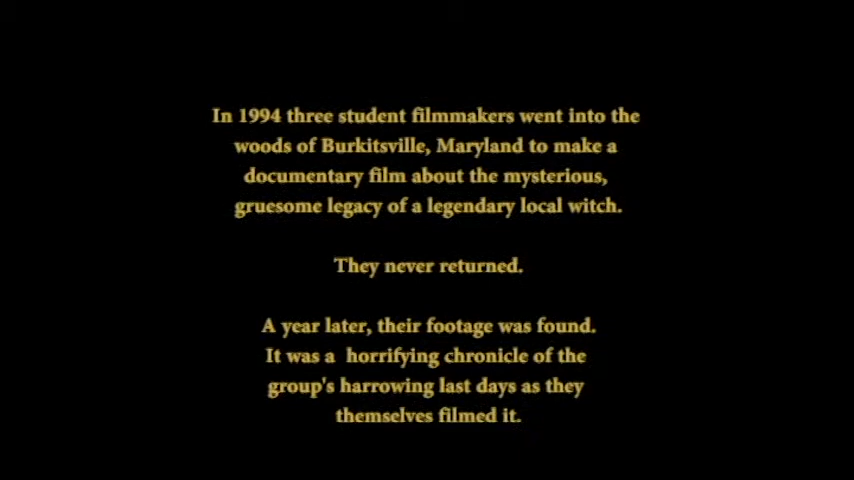 In 1994 three student filmmakers went into the
woods of Burkitsville, Maryland to make a
documentary film about the mysterious,
gruesome legacy of a legendary local witch.
They never returned.
A year later, their footage was found.
It was a  horrifying chronicle of the
group's harrowing last days as they
themselves filmed it.